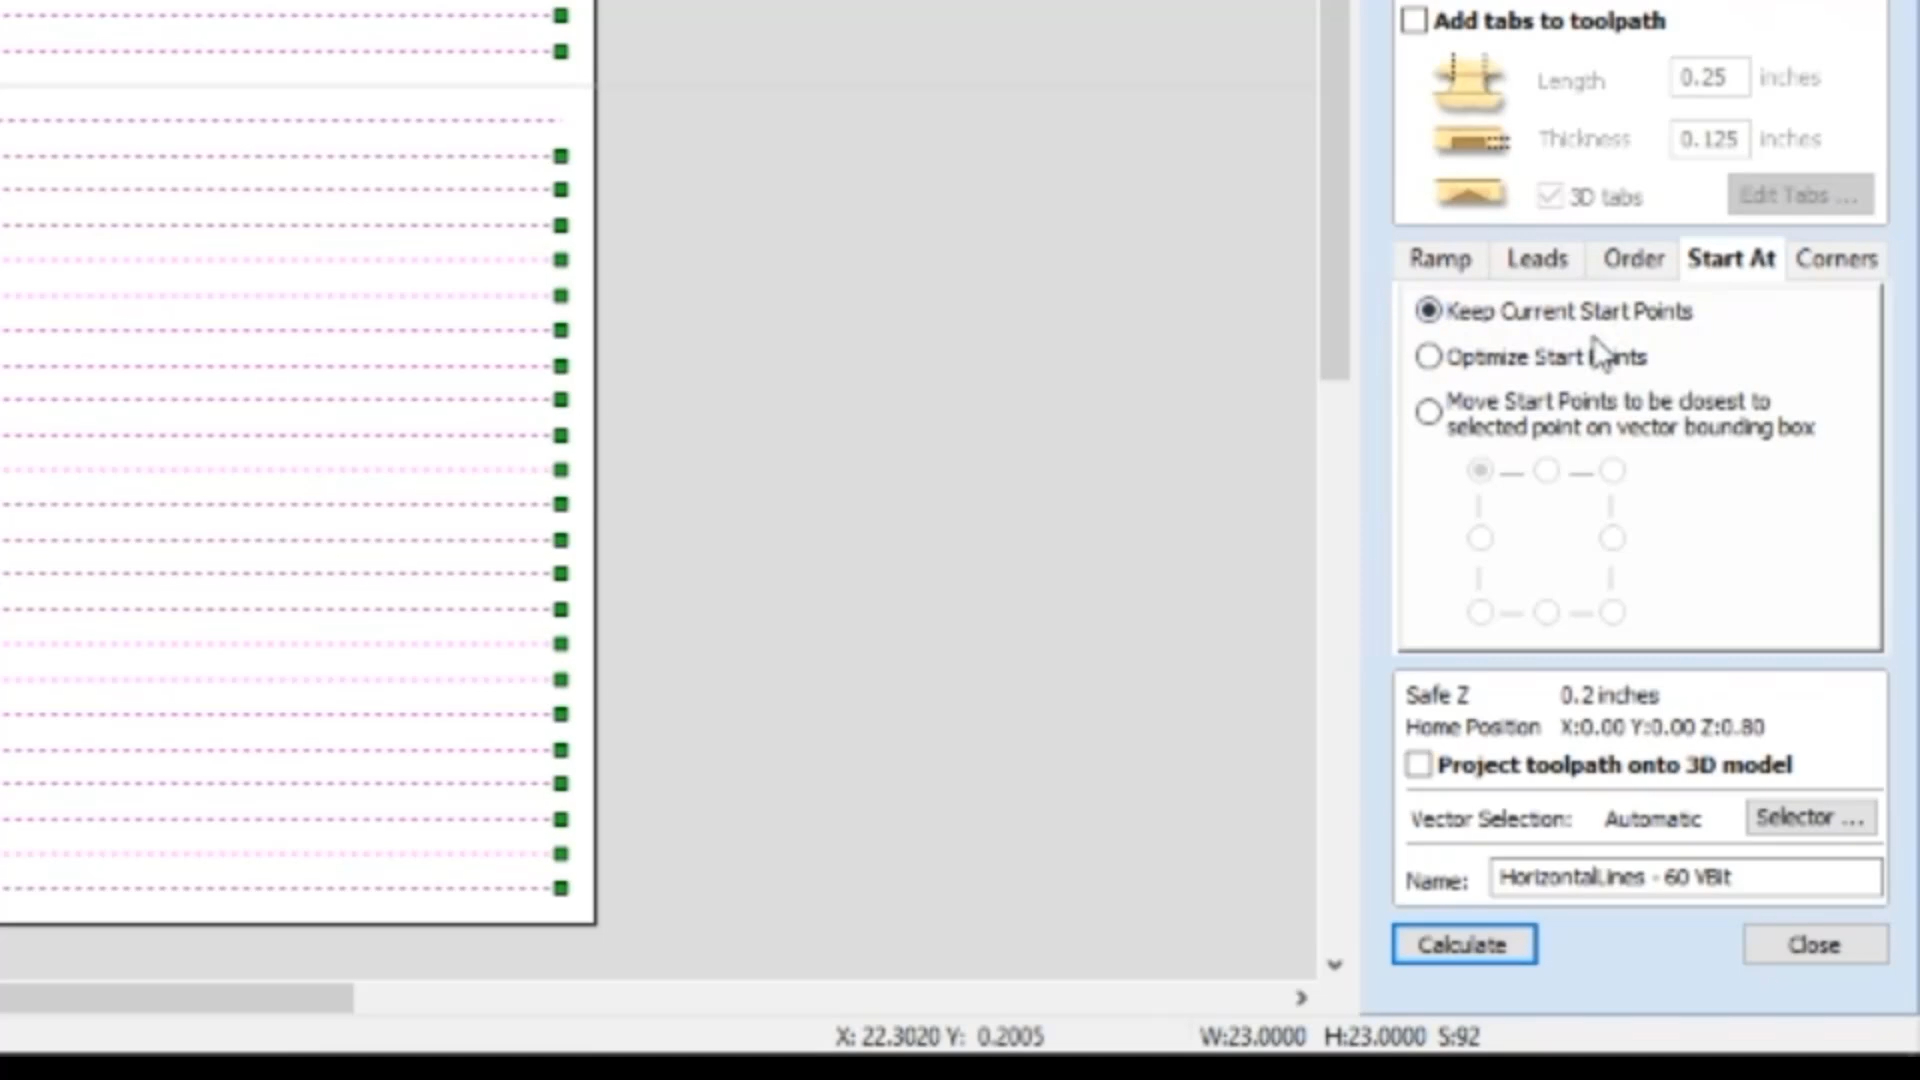 Add tabs to toolpath
Length 0.25 inches
Thickness 0.125 inches
3D tabs Edit Tabs ...
Ramp Leads Order Start At Corners
Keep Current Start Points
Optimize Start Points
Move Start Points to be closest to
selected point on vector bounding box
Safe Z 0.2 inches
Home Position X:0.00 Y:0.00 Z:0.80
Project toolpath onto 3D model
Vector Selection: Automatic Selector ...
Name: HorizontalLines - 60 VBit
Calculate Close
X: 22.3020 Y: 0.2005 W:23.0000 H:23.0000 S:92